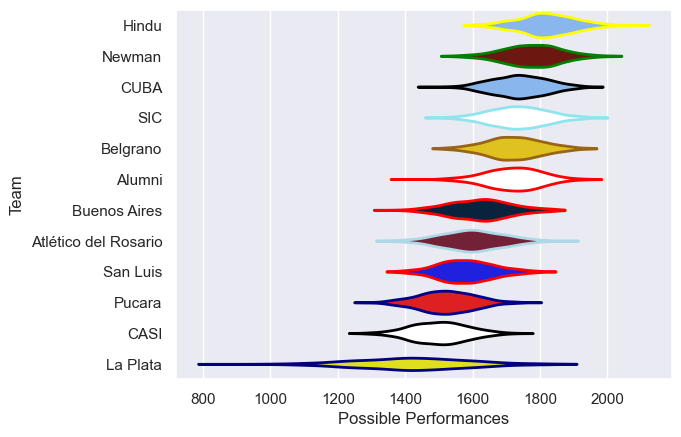 Hindu
Newman
CUBA
SIC
Belgrano
Alumni
Buenos Aires
Atlético del Rosario
San Luis
Pucara
CASI
La Plata
Team
800 1000 1200 1400 1600 1800 2000
Possible Performances